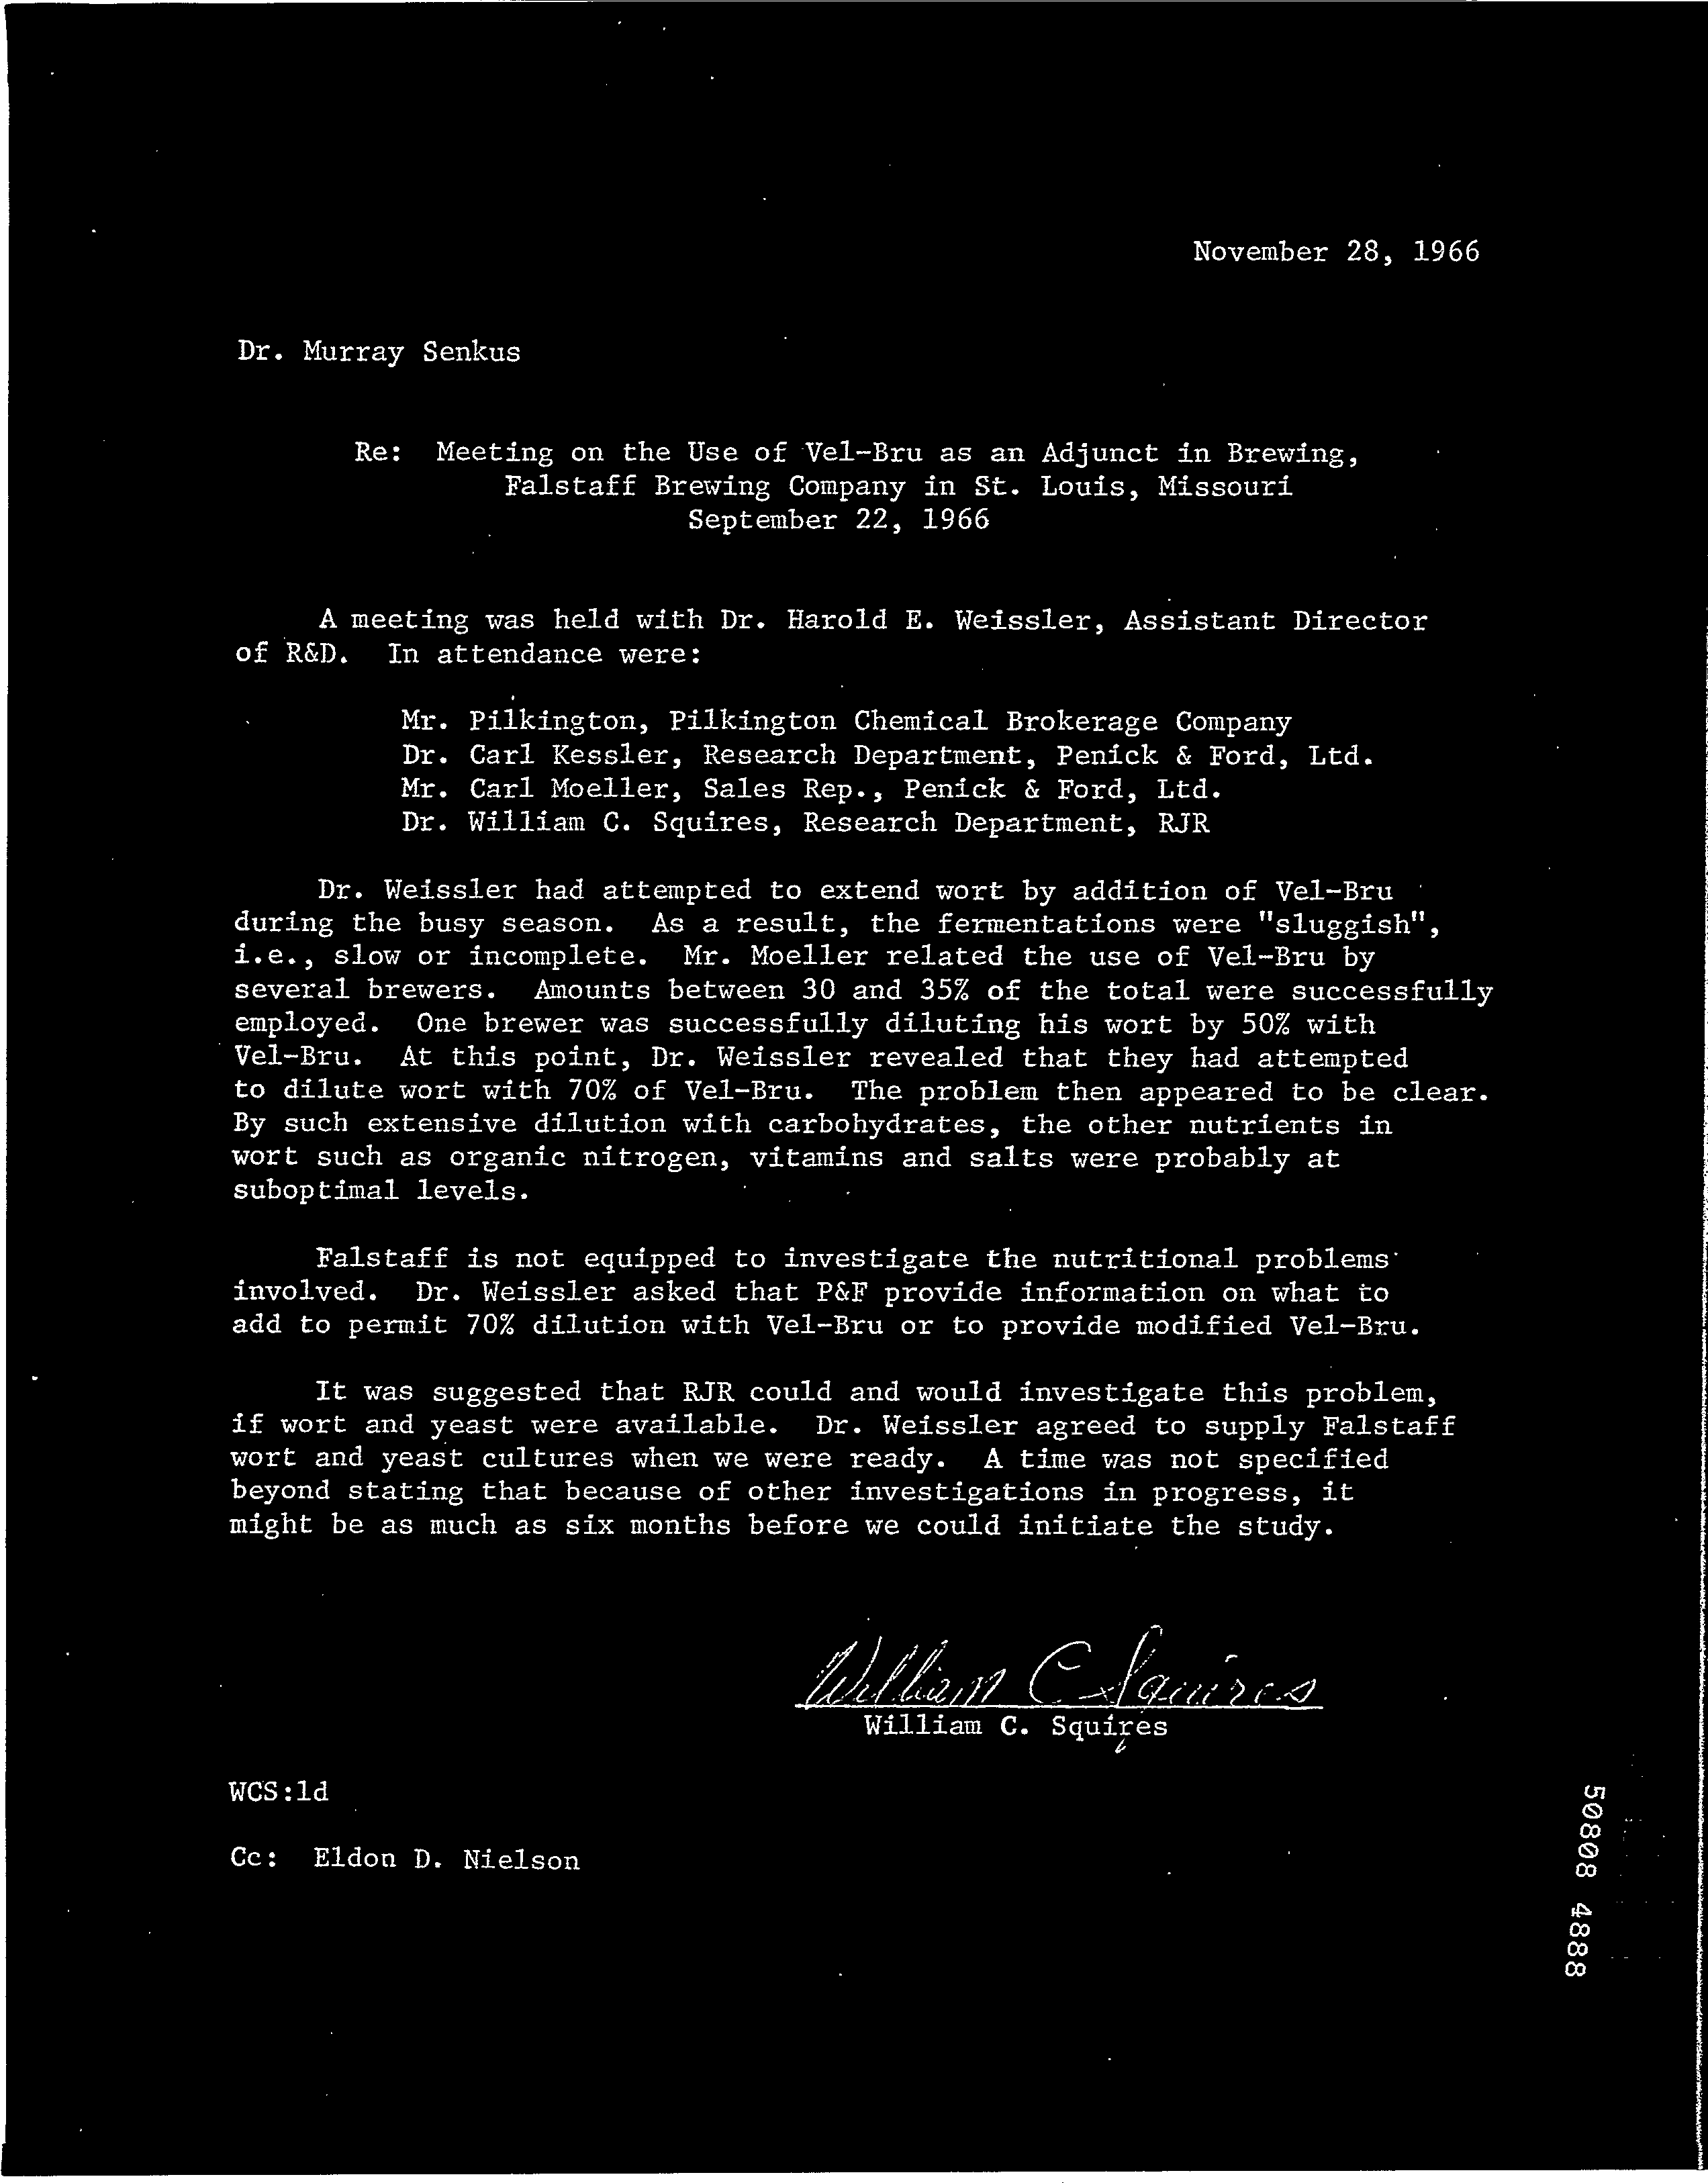 November 28, 1966
Dr. Murray Senkus
Re: Meeting on the Use of Vel-Bru as an Adjunct in Brewing,
Falstaff Brewing Company in St. Louis, Missouri
September 22, 1966
A meeting was held with Dr. Harold E. Weissler, Assistant Director
of R&D. In attendance were:
Mr. Pilkington, Pilkington Chemical Brokerage Company
Dr. Carl Kessler, Research Department, Penick & Ford, Ltd.
Mr. Carl Moeller, Sales Rep., Penick & Ford, Ltd.
Dr. William C. Squires, Research Department, RJR
Dr. Weissler had attempted to extend wort by addition of Vel-Bru
during the busy season. As a result, the fermentations were "sluggish",
i.e., slow or incomplete. Mr. Moeller related the use of Vel-Bru by
several brewers. Amounts between 30 and 35% of the total were successfully
employed. One brewer was successfully diluting his wort by 50% with
Vel-Bru. At this point, Dr. Weissler revealed that they had attempted
to dilute wort with 70% of Vel-Bru. The problem then appeared to be clear.
By such extensive dilution with carbohydrates, the other nutrients in
wort such as organic nitrogen, vitamins and salts were probably at
suboptimal levels.
Falstaff is not equipped to investigate the nutritional problems
involved. Dr. Weissler asked that P&F provide information on what to
add to permit 70% dilution with Vel-Bru or to provide modified Vel-Bru.
It was suggested that RJR could and would investigate this problem,
if wort and yeast were available. Dr. Weissler agreed to supply Falstaff
wort and yeast cultures when we were ready. A time was not specified
beyond stating that because of other investigations in progress, it
might be as much as six months before we could initiate the study.
William C Squires
William C. Squires
WCS:ld
Cc: Eldon D. Nielson
50808 4888